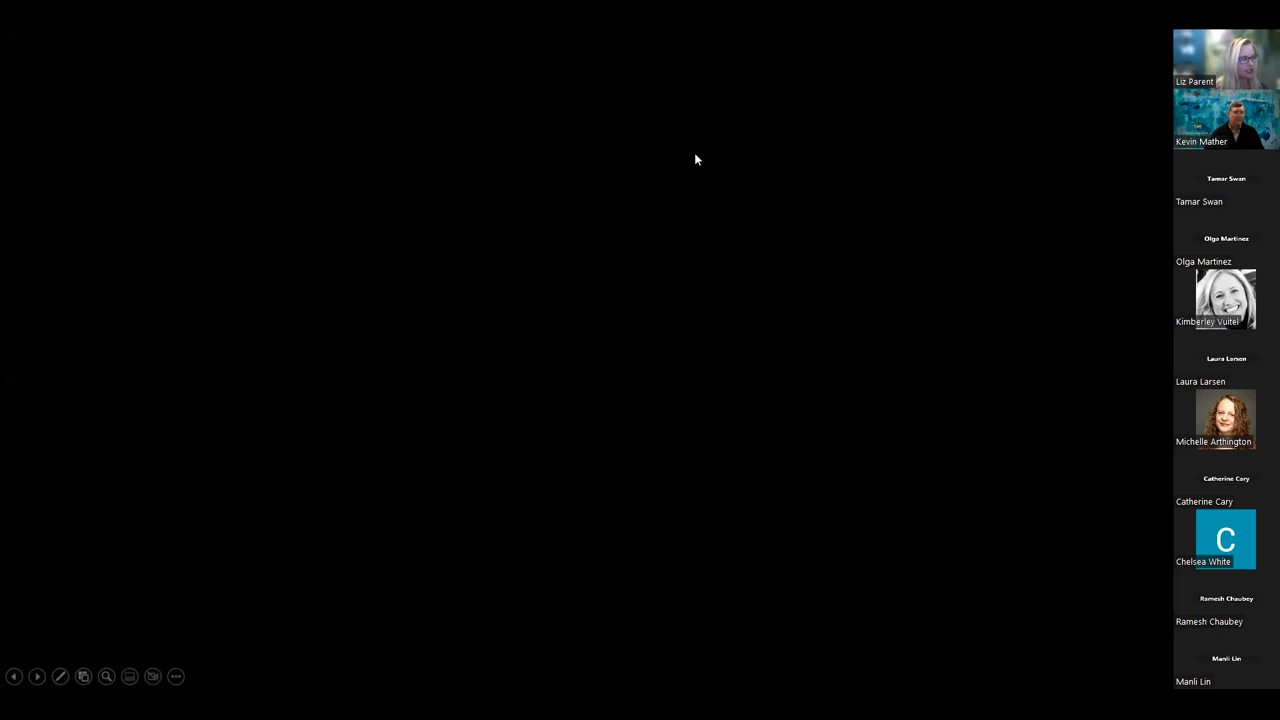 Liz Parent
Kevin Mather
Tamar Swan
Tamar Swan
Olga Martinez
Olga Martinez
Kimberley Vuitel
Laura Larsen
Laura Larsen
Michelle Arthington
Catherine Cary
Catherine Cary
C
Chelsea White
Ramesh Chaubey
Ramesh Chaubey
Manli Lin
Manli Lin